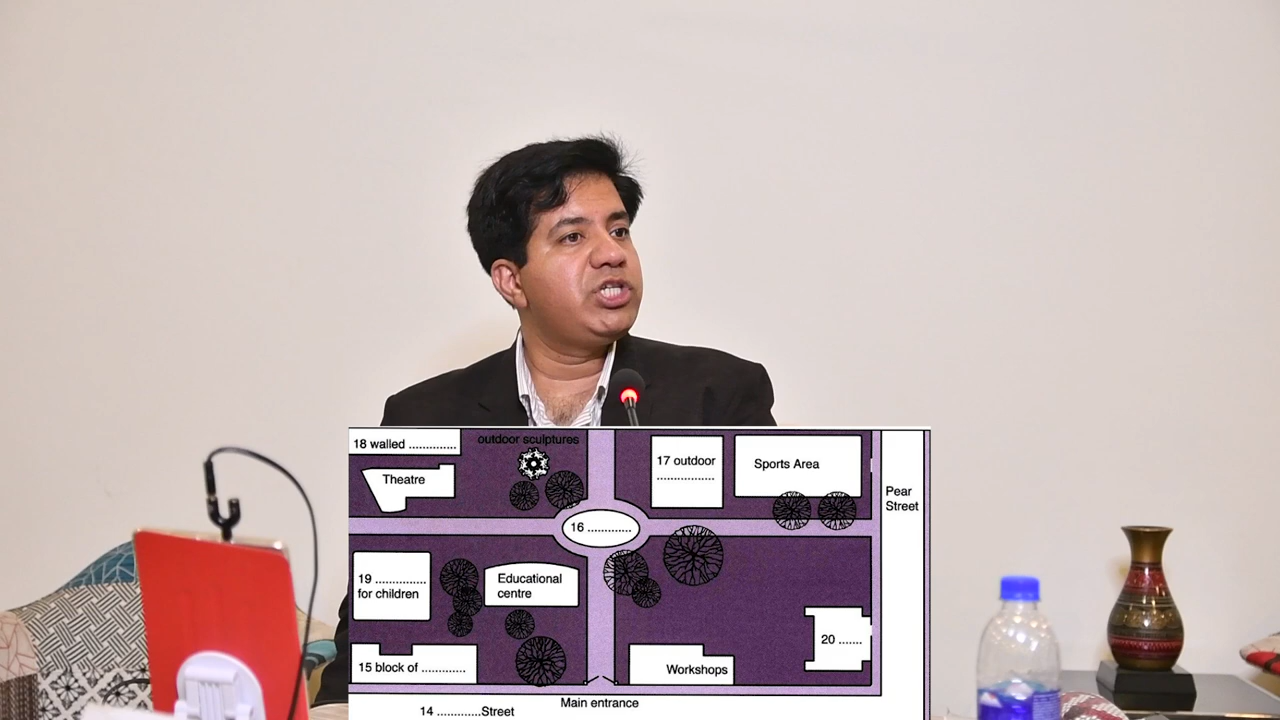 18 walled ..............
outdoor sculptures
17 outdoor
.................
Sports Area
Theatre
Pear
Street
16 .............
19 ...............
for children
Educational
centre
20 .......
15 block of .............
Workshops
Main entrance
14 .............Street